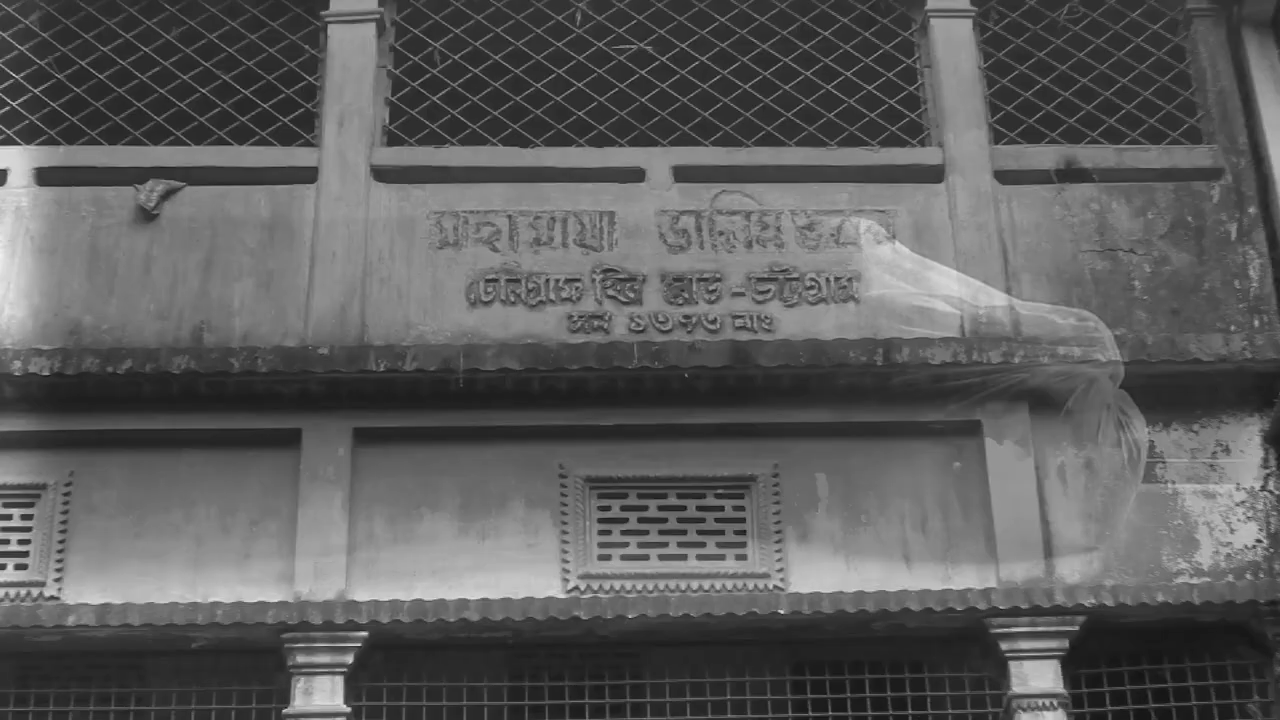 মহামায়া ডালিম ভবন
টেলিগ্রাফ হিল রোড - চট্টগ্রাম
সন ১৩৭৩ বাং